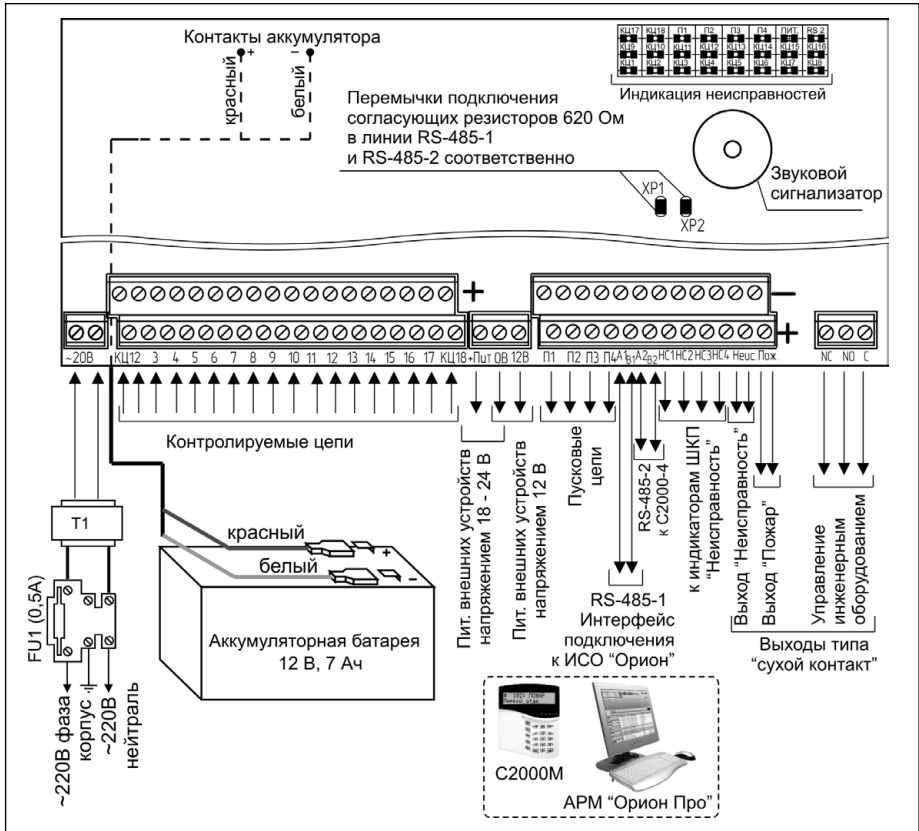 Контакты аккумулятора
+
–
красный
белый
КЦ17 КЦ18 П1 П2 П3 П4 ПИТ. RS 2
КЦ9 КЦ10 КЦ11 КЦ12 КЦ13 КЦ14 КЦ15 КЦ16
КЦ1 КЦ2 КЦ3 КЦ4 КЦ5 КЦ6 КЦ7 КЦ8
Индикация неисправностей
Перемычки подключения
согласующих резисторов 620 Ом
в линии RS-485-1
и RS-485-2 соответственно
XP1
XP2
Звуковой
сигнализатор
+
–
+
~20В КЦ1 2 3 4 5 6 7 8 9 10 11 12 13 14 15 16 17 КЦ18 +Пит 0В 12В П1 П2 П3 П4 А1 В1 А2 В2 НС1 НС2 НС3 НС4 Неис. Пож. NC NO C
Контролируемые цепи
Пит. внешних устройств
напряжением 18 - 24 В
Пит. внешних устройств
напряжением 12 В
Пусковые
цепи
RS-485-2
к С2000-4
к индикаторам ШКП
“Неисправность”
Выход “Неисправность”
Выход “Пожар”
Управление
инженерным
оборудованием
Т1
FU1 (0,5А)
~220В фаза
корпус
~220В
нейтраль
красный
белый
+
–
Аккумуляторная батарея
12 В, 7 Ач
RS-485-1
Интерфейс
подключения
к ИСО “Орион”
Выходы типа
“сухой контакт”
С2000М
АРМ “Орион Про”